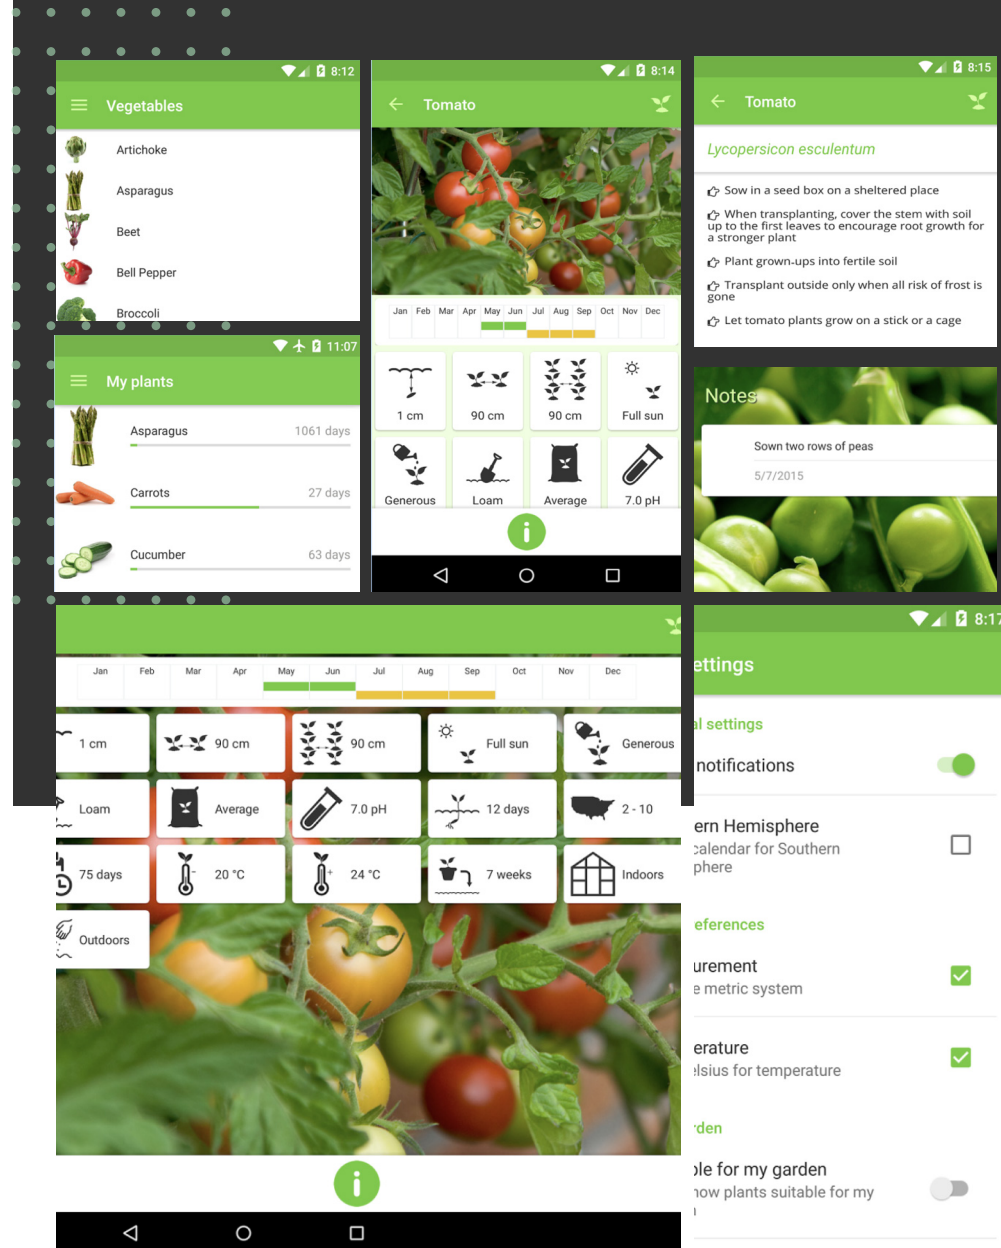 8:12
Vegetables
Artichoke
Asparagus
Beet
Bell Pepper
Broccoli
11:07
My plants
Asparagus 1061 days
Carrots 27 days
Cucumber 63 days
8:14
Tomato
Jan Feb Mar Apr May Jun Jul Aug Sep Oct Nov Dec
1 cm 90 cm 90 cm Full sun
Generous Loam Average 7.0 pH
8:15
Tomato
Lycopersicon esculentum
Sow in a seed box on a sheltered place
When transplanting, cover the stem with soil
up to the first leaves to encourage root growth for
a stronger plant
Plant grown-ups into fertile soil
Transplant outside only when all risk of frost is
gone
Let tomato plants grow on a stick or a cage
Notes
Sown two rows of peas
5/7/2015
Jan Feb Mar Apr May Jun Jul Aug Sep Oct Nov Dec
1 cm 90 cm 90 cm Full sun Generous
Loam Average 7.0 pH 12 days 2 - 10
75 days 20 °C 24 °C 7 weeks Indoors
Outdoors
8:17
ettings
al settings
notifications
ern Hemisphere
calendar for Southern
phere
eferences
urement
e metric system
erature
elsius for temperature
rden
ble for my garden
how plants suitable for my